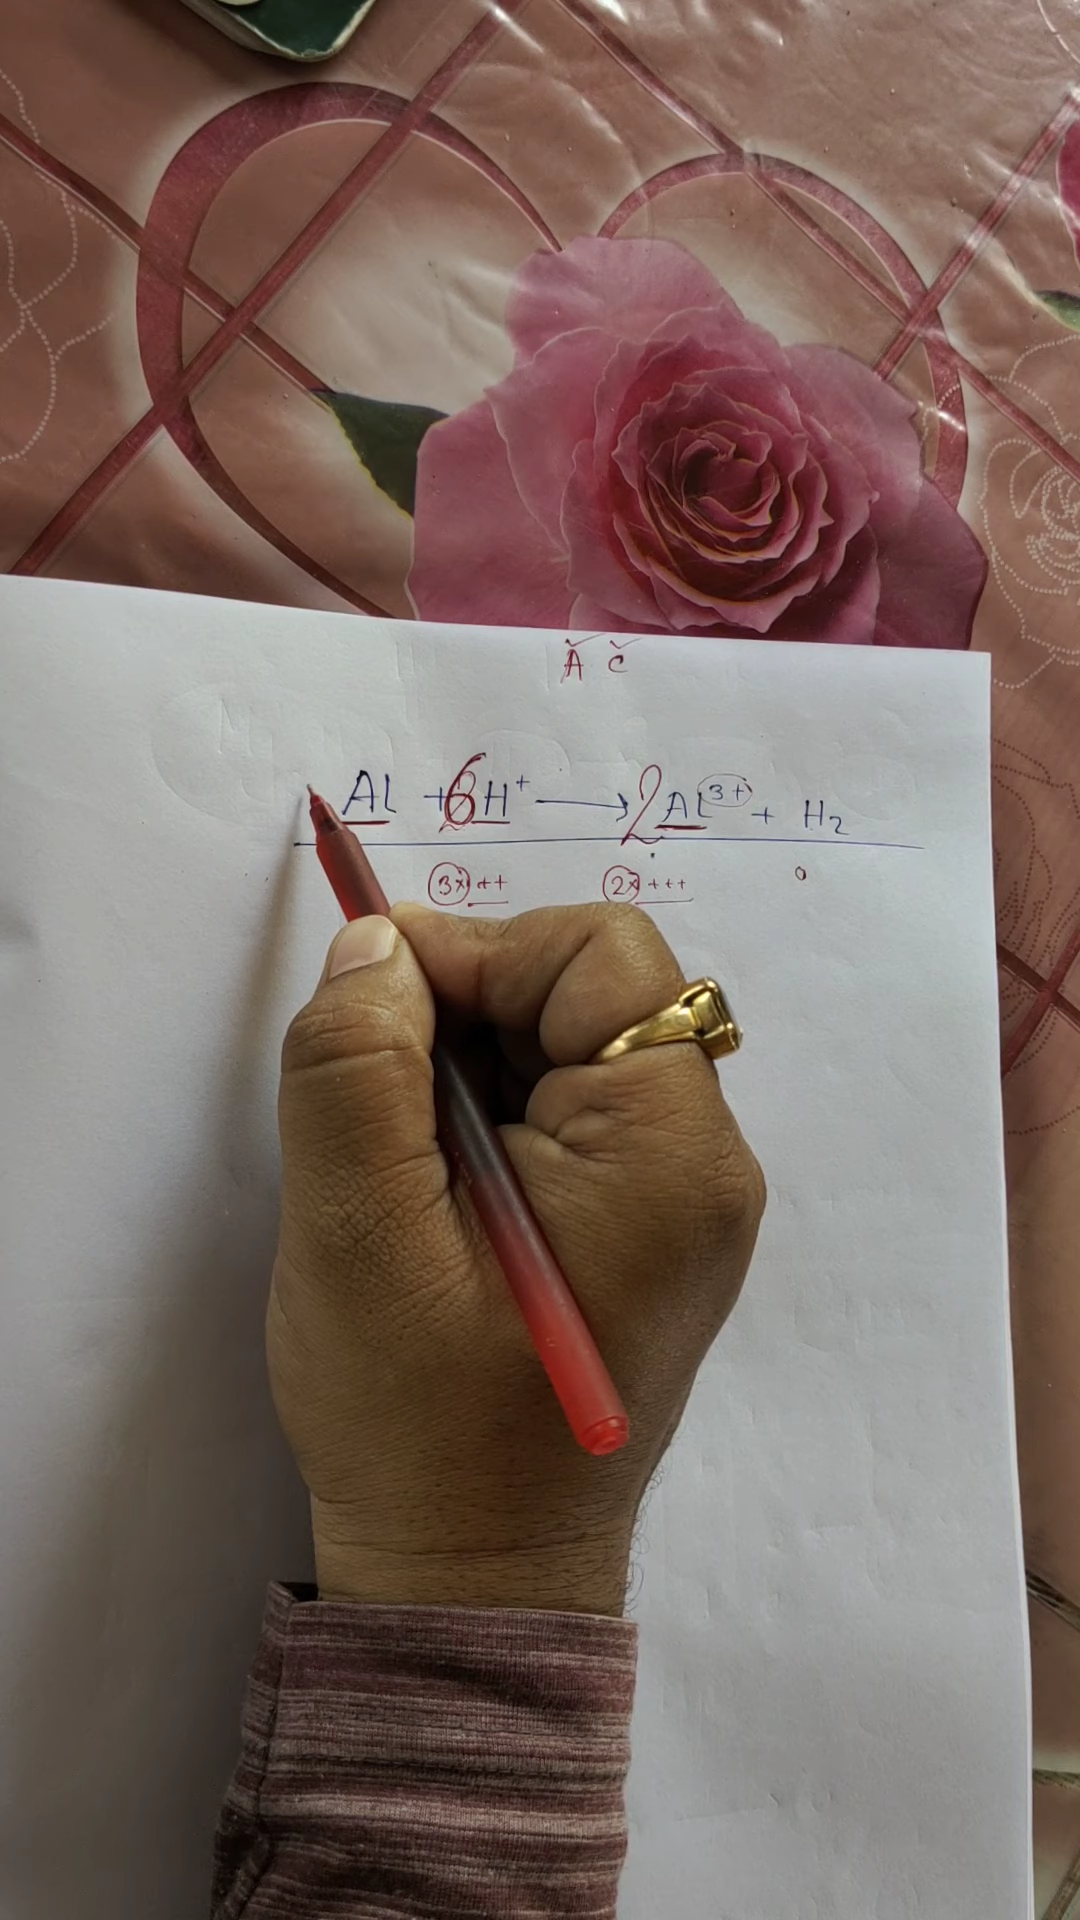 A C
Al + 6H⁺ → 2Al³⁺ + H₂
3x ++ 2x +++ 0